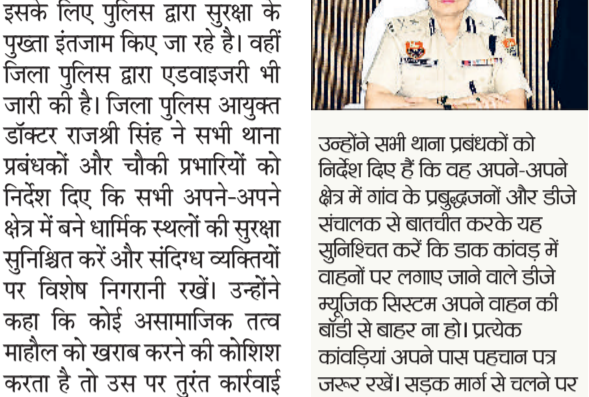 इसके लिए पुलिस द्वारा सुरक्षा के
पुख्ता इंतजाम किए जा रहे है। वहीं
जिला पुलिस द्वारा एडवाइजरी भी
जारी की है। जिला पुलिस आयुक्त
डॉक्टर राजश्री सिंह ने सभी थाना
प्रबंधकों और चौकी प्रभारियों को
निर्देश दिए कि सभी अपने-अपने
क्षेत्र में बने धार्मिक स्थलों की सुरक्षा
सुनिश्चित करें और संदिग्ध व्यक्तियों
पर विशेष निगरानी रखें। उन्होंने
कहा कि कोई असामाजिक तत्व
माहौल को खराब करने की कोशिश
करता है तो उस पर तुरंत कार्रवाई
उन्होंने सभी थाना प्रबंधकों को
निर्देश दिए हैं कि वह अपने-अपने
क्षेत्र में गांव के प्रबुद्धजनों और डीजे
संचालक से बातचीत करके यह
सुनिश्चित करें कि डाक कांवड़ में
वाहनों पर लगाए जाने वाले डीजे
म्यूजिक सिस्टम अपने वाहन की
बॉडी से बाहर ना हो। प्रत्येक
कांवड़ियां अपने पास पहचान पत्र
जरूर रखें। सड़क मार्ग से चलने पर